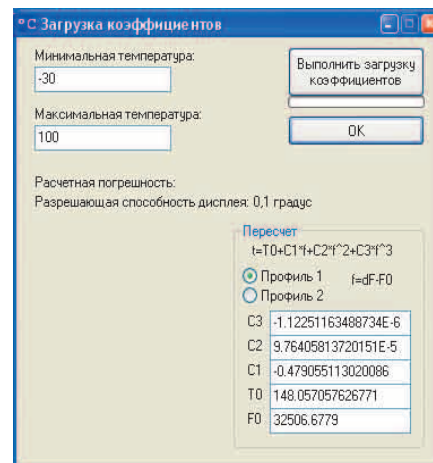 °C Загрузка коэффициентов
Минимальная температура:
-30
Выполнить загрузку
коэффициентов
Максимальная температура:
100
OK
Расчетная погрешность:
Разрешающая способность дисплея: 0,1 градус
Пересчет
t=T0+C1*f+C2*f^2+C3*f^3
Профиль 1 f=dF-F0
Профиль 2
C3 -1.12251163488734E-6
C2 9.76405813720151E-5
C1 -0.479055113020086
T0 148.057057626771
F0 32506.6779